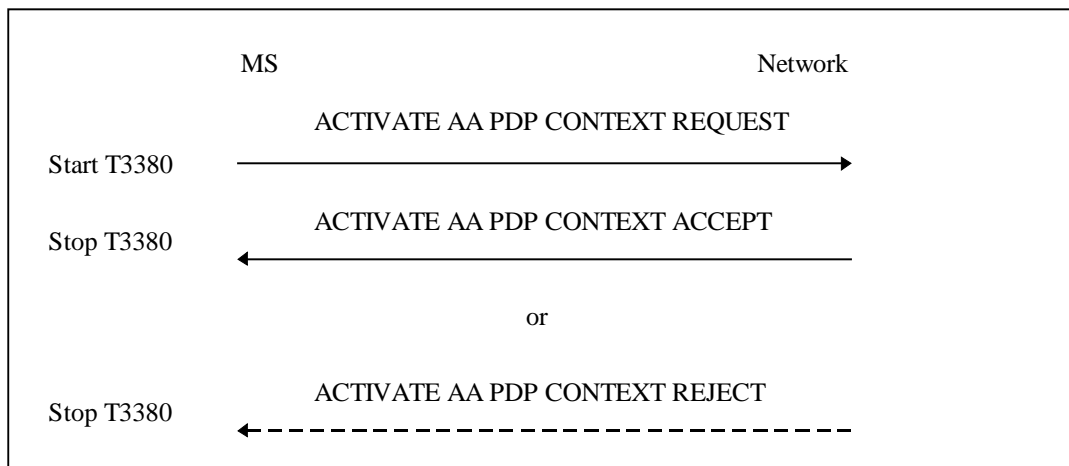 MS Network
ACTIVATE AA PDP CONTEXT REQUEST
Start T3380
ACTIVATE AA PDP CONTEXT ACCEPT
Stop T3380
or
ACTIVATE AA PDP CONTEXT REJECT
Stop T3380